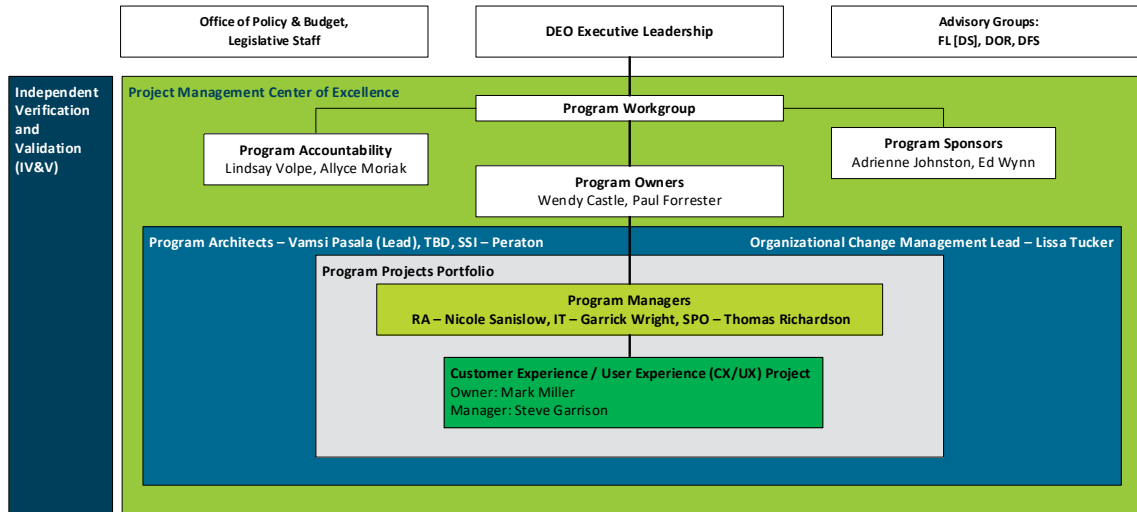 Office of Policy & Budget,
Legislative Staff
DEO Executive Leadership
Advisory Groups:
FL [DS], DOR, DFS
Independent
Verification
and
Validation
(IV&V)
Project Management Center of Excellence
Program Workgroup
Program Accountability
Lindsay Volpe, Allyce Moriak
Program Sponsors
Adrienne Johnston, Ed Wynn
Program Owners
Wendy Castle, Paul Forrester
Program Architects – Vamsi Pasala (Lead), TBD, SSI – Peraton
Organizational Change Management Lead – Lissa Tucker
Program Projects Portfolio
Program Managers
RA – Nicole Sanislow, IT – Garrick Wright, SPO – Thomas Richardson
Customer Experience / User Experience (CX/UX) Project
Owner: Mark Miller
Manager: Steve Garrison